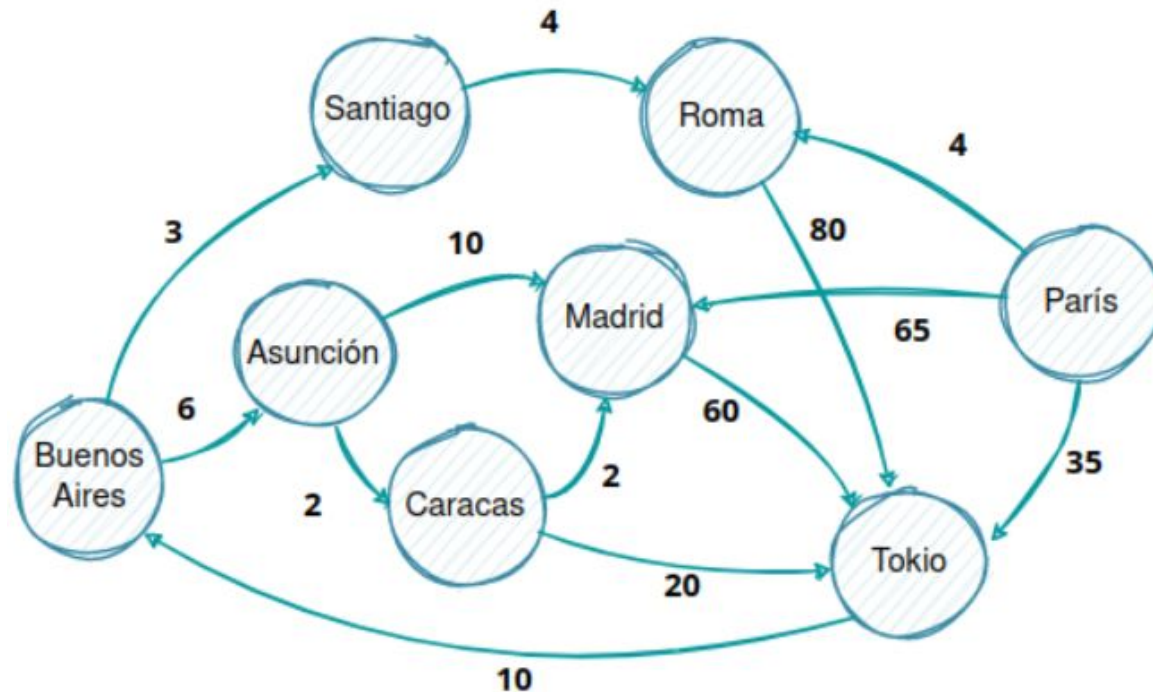 4
Santiago
Roma
4
3
80
10
Madrid
París
Asunción
65
6
60
Buenos
Aires
35
2
Caracas
2
Tokio
20
10